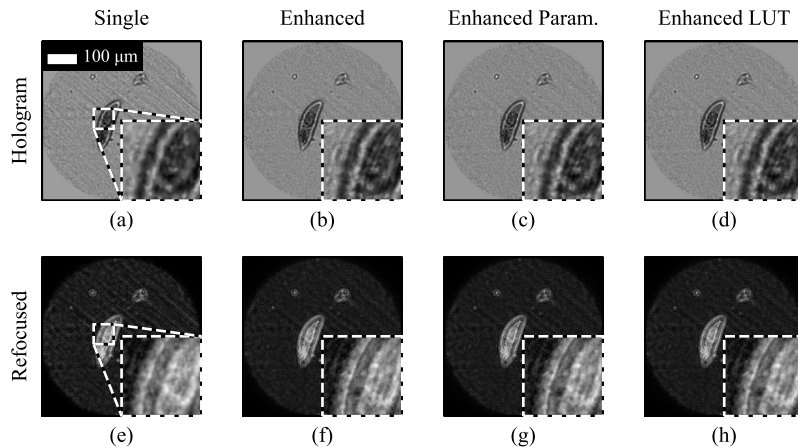 Single Enhanced Enhanced Param. Enhanced LUT
Hologram
100 μm
(a) (b) (c) (d)
Refocused
(e) (f) (g) (h)